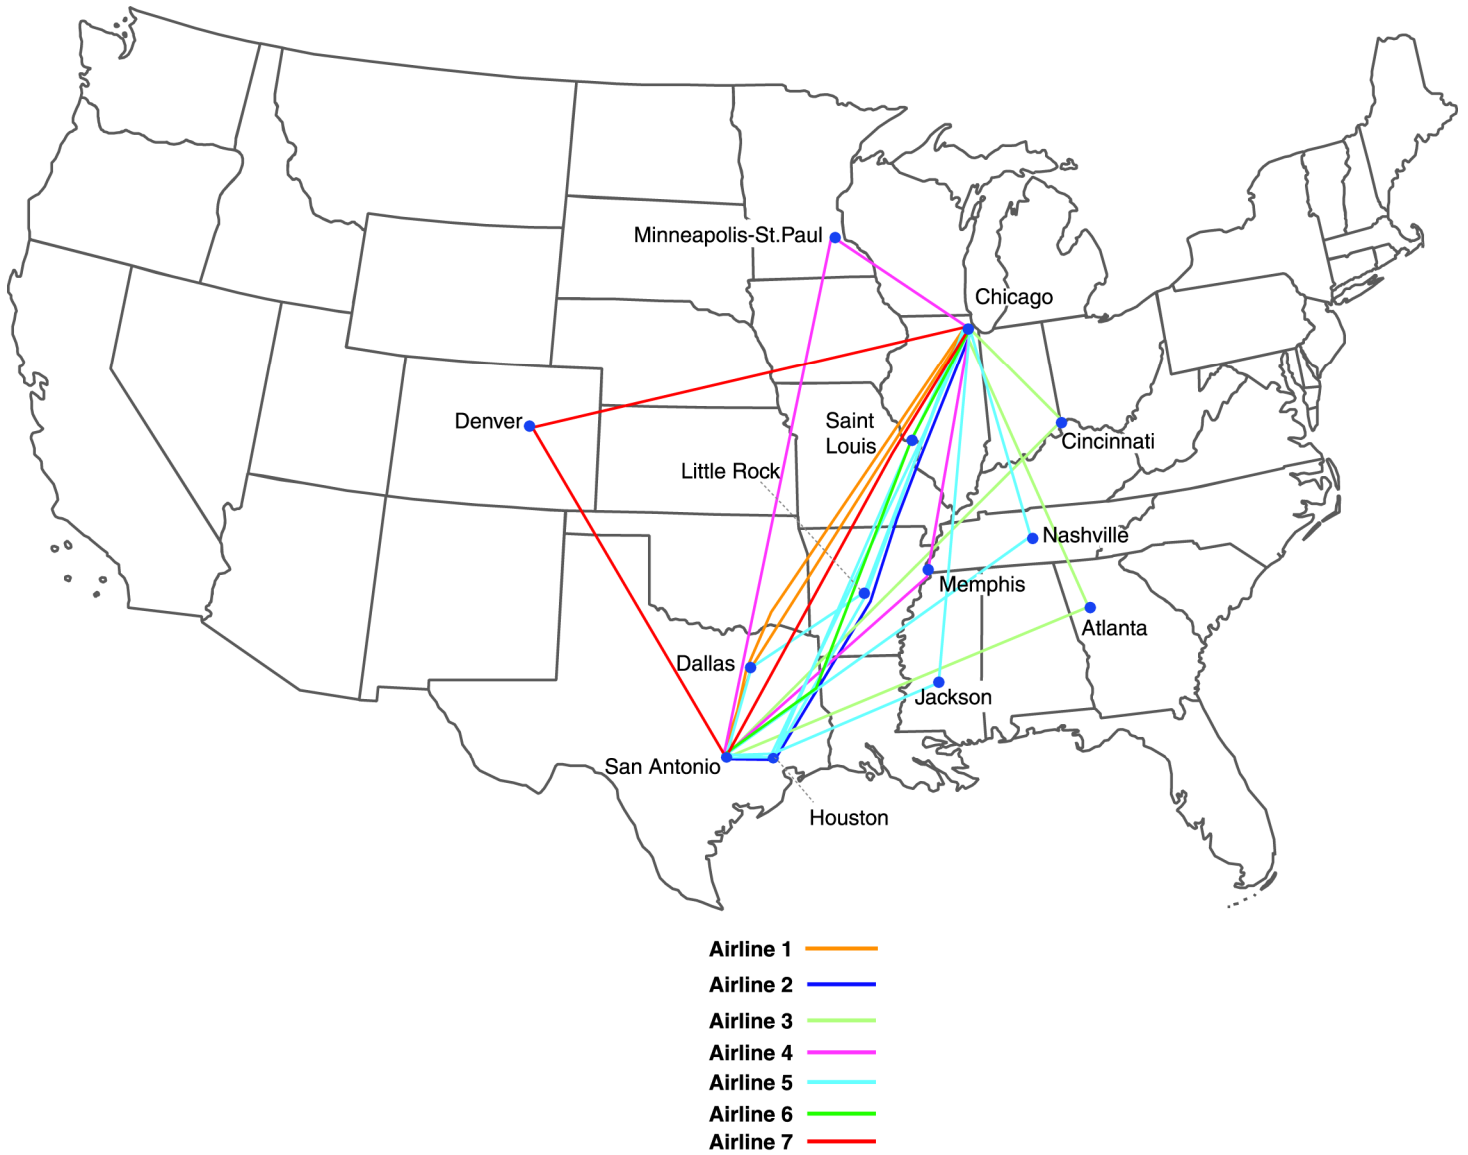 Minneapolis-St.Paul
Chicago
Denver
Saint
Louis
Cincinnati
Little Rock
Nashville
Memphis
Atlanta
Dallas
Jackson
San Antonio
Houston
Airline 1
Airline 2
Airline 3
Airline 4
Airline 5
Airline 6
Airline 7